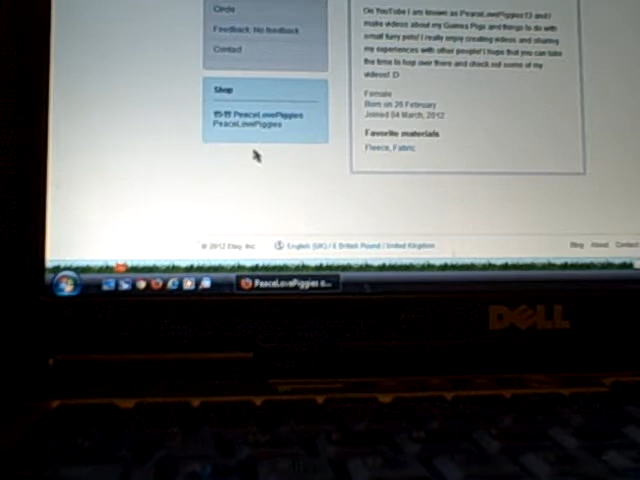 Circle
Feedback: No feedback
Contact
Shop
PeaceLovePiggies
PeaceLovePiggies
On YouTube I am known as PeaceLovePiggies13 and I
make videos about my Guinea Pigs and things to do with
small furry pets! I really enjoy creating videos and sharing
my experiences with other people! I hope that you can take
the time to hop over there and check out some of my
videos! :D
Female
Born on 26 February
Joined 04 March, 2012
Favorite materials
Fleece, Fabric
© 2012 Etsy, Inc.
English (UK) / £ British Pound / United Kingdom
Blog About Contact
PeaceLovePiggies o...
DELL